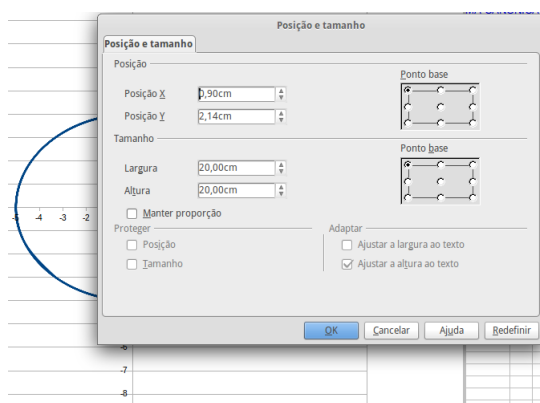 Posição e tamanho
Posição e tamanho
Posição
Ponto base
Posição X
0,90cm
Posição Y
2,14cm
Tamanho
Ponto base
Largura
20,00cm
Altura
20,00cm
Manter proporção
Proteger
Adaptar
Posição
Ajustar a largura ao texto
Tamanho
Ajustar a altura ao texto
OK
Cancelar
Ajuda
Redefinir
-5 -4 -3 -2
-6
-7
-8